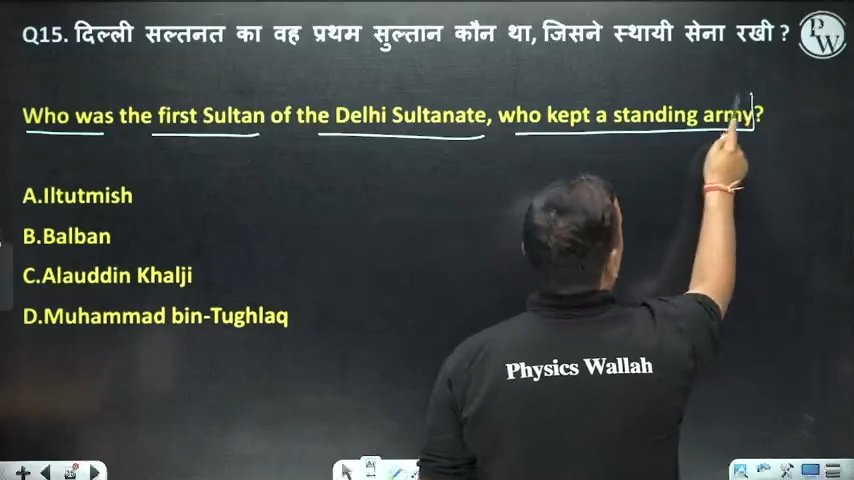 Q15. दिल्ली सल्तनत का वह प्रथम सुल्तान कौन था, जिसने स्थायी सेना रखी ?
PW
Who was the first Sultan of the Delhi Sultanate, who kept a standing army?
A.Iltutmish
B.Balban
C.Alauddin Khalji
D.Muhammad bin-Tughlaq
Physics Wallah